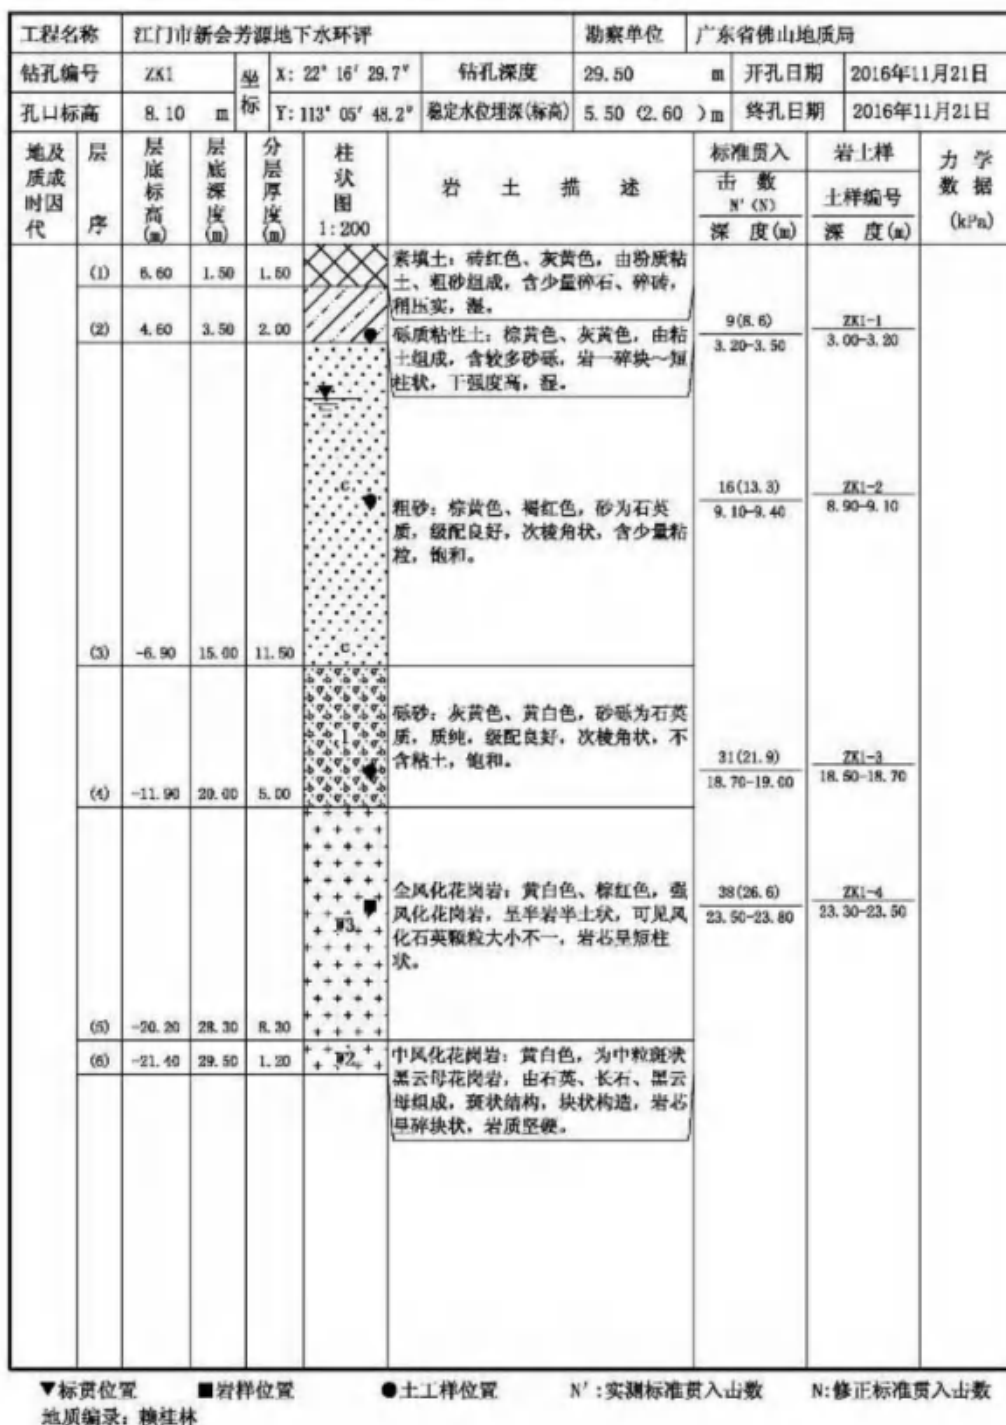 工程名称 江门市新会芳源地下水环评 勘察单位 广东省佛山地质局
钻孔编号 ZK1 坐标 X: 22° 16′ 29.7″ 钻孔深度 29.50 m 开孔日期 2016年11月21日
孔口标高 8.10 m Y: 113° 05′ 48.2″ 稳定水位埋深(标高) 5.50 (2.60 )m 终孔日期 2016年11月21日
地质时代及成因 层序 层底标高(m) 层底深度(m) 分层厚度(m) 柱状图 1:200 岩土描述 标准贯入 岩土样 力学数据 (kPa)
击数 N′(N) 土样编号
深度(m) 深度(m)
(1) 6.60 1.50 1.50
素填土：砖红色、灰黄色，由粉质粘
土、粗砂组成，含少量碎石、碎砖，
稍压实，湿。
(2) 4.60 3.50 2.00
砾质粘性土：棕黄色、灰黄色，由粘
土组成，含较多砂砾，岩一碎块～短
柱状，干强度高，湿。
9(8.6) ZK1-1
3.20-3.50 3.00-3.20
c
粗砂：棕黄色、褐红色，砂为石英
质，级配良好，次棱角状，含少量粘
粒，饱和。
16(13.3) ZK1-2
9.10-9.40 8.90-9.10
(3) -6.90 15.00 11.50 c
砾砂：灰黄色、黄白色，砂砾为石英
质，质纯，级配良好，次棱角状，不
含粘土，饱和。
31(21.9) ZK1-3
18.70-19.00 18.50-18.70
(4) -11.90 20.00 5.00
全风化花岗岩：黄白色、棕红色，强
风化花岗岩，呈半岩半土状，可见风
化石英颗粒大小不一，岩芯呈短柱
状。
38(26.6) ZK1-4
23.50-23.80 23.30-23.50
W3
(5) -20.20 28.30 8.30
(6) -21.40 29.50 1.20 W2
中风化花岗岩：黄白色，为中粒斑状
黑云母花岗岩，由石英、长石、黑云
母组成，斑状结构，块状构造，岩芯
呈碎块状，岩质坚硬。
▼标贯位置 ■岩样位置 ●土工样位置 N′:实测标准贯入击数 N:修正标准贯入击数
地质编录：赖桂林